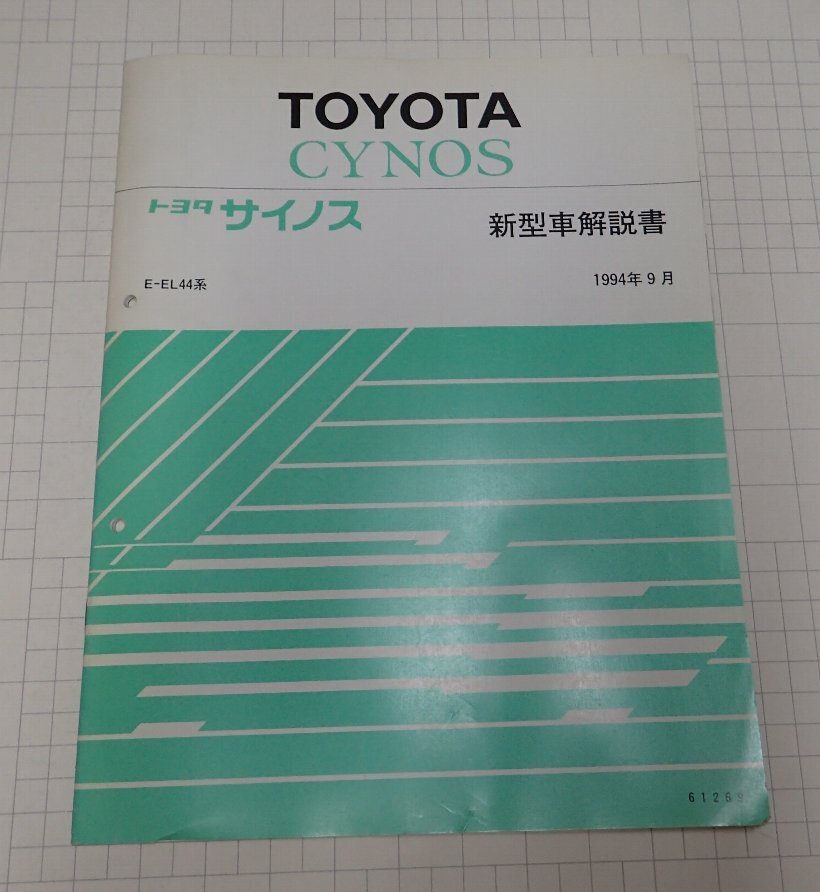 TOYOTA
CYNOS
トヨタ サイノス
新型車解説書
E-EL44系
1994年9月
61269